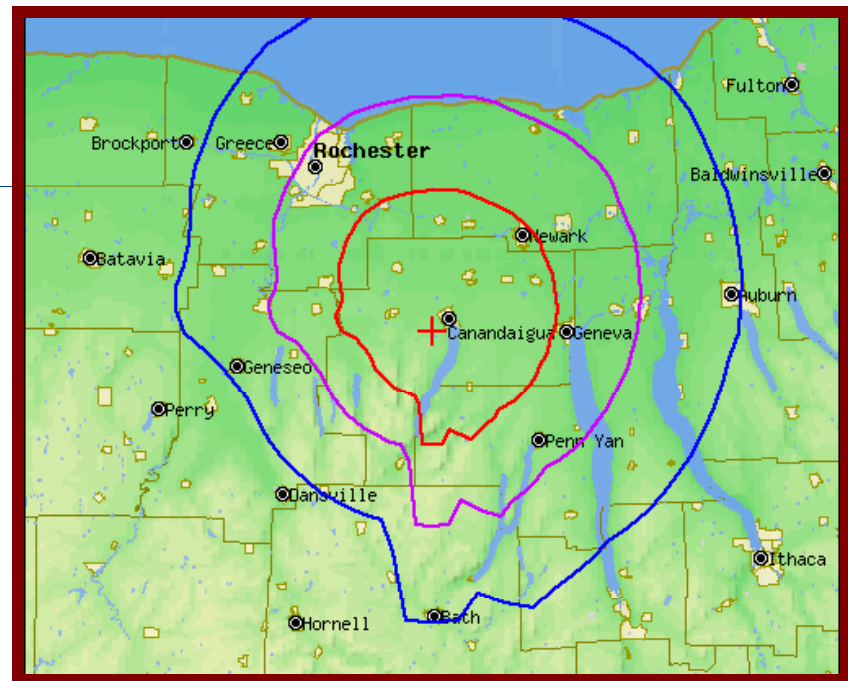 Fulton
Brockport
Greece
Rochester
Baldwinsville
Newark
Batavia
Auburn
Canandaigua
Geneva
Geneseo
Perry
Penn Yan
Dansville
Ithaca
Bath
Hornell